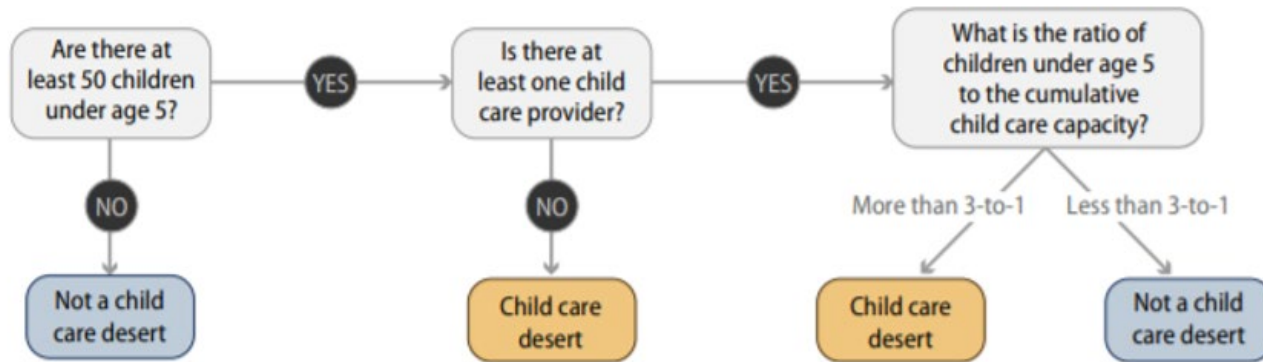 Are there at
least 50 children
under age 5?
YES
Is there at
least one child
care provider?
YES
What is the ratio of
children under age 5
to the cumulative
child care capacity?
NO
NO
More than 3-to-1
Less than 3-to-1
Not a child
care desert
Child care
desert
Child care
desert
Not a child
care desert